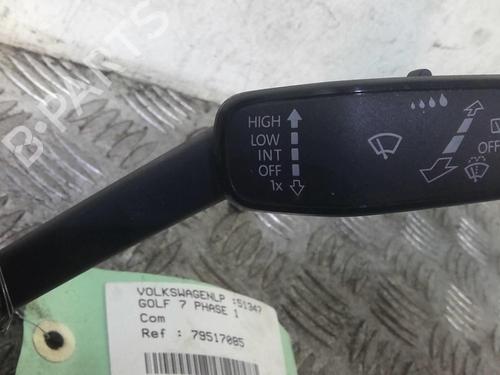 B-PARTS
HIGH
LOW
INT
OFF
1x
OFF
VOLKSWAGENLP :51347
GOLF 7 PHASE 1
Com
Ref : 79517085